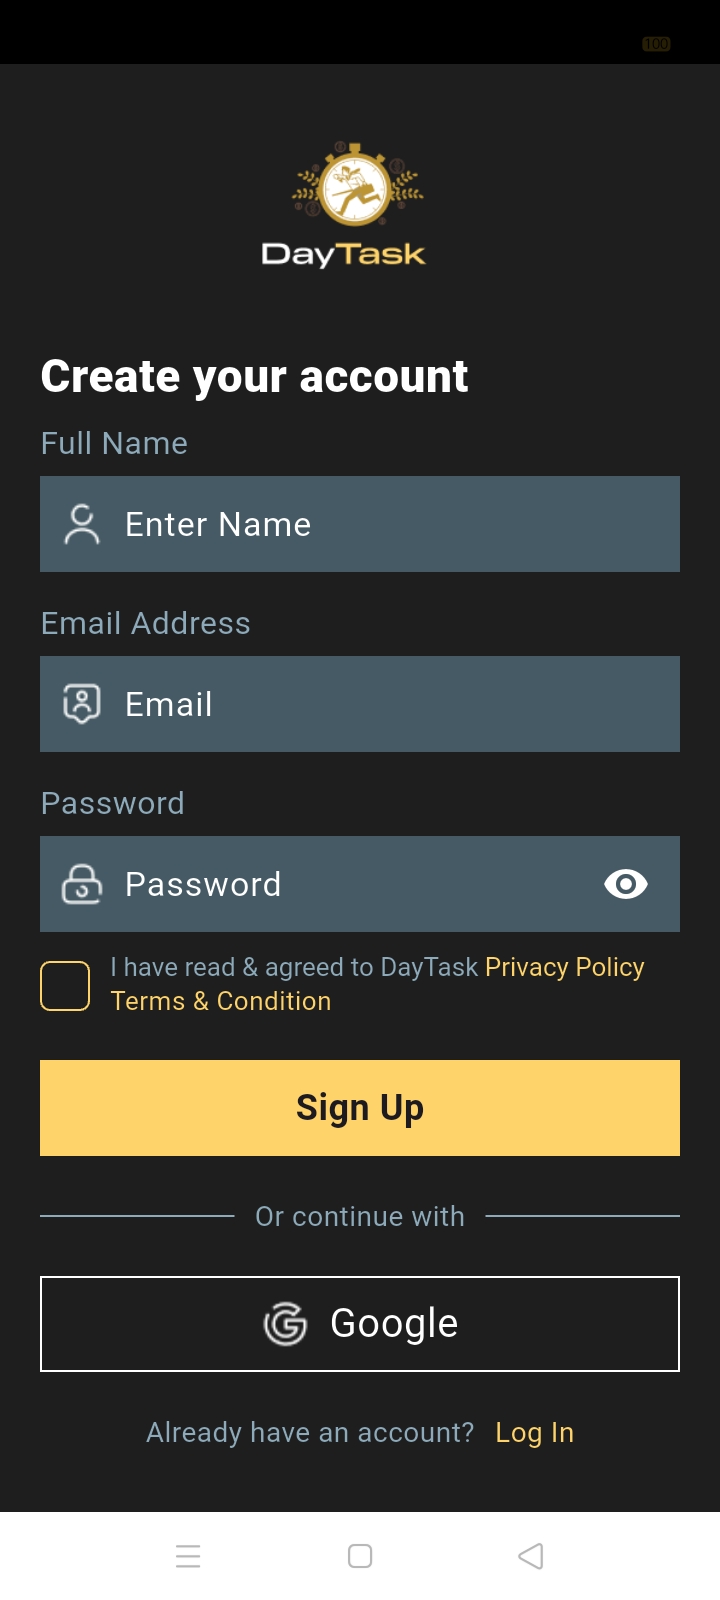 100
DayTask
Create your account
Full Name
Enter Name
Email Address
Email
Password
Password
I have read & agreed to DayTask Privacy Policy
Terms & Condition
Sign Up
Or continue with
Google
Already have an account? Log In